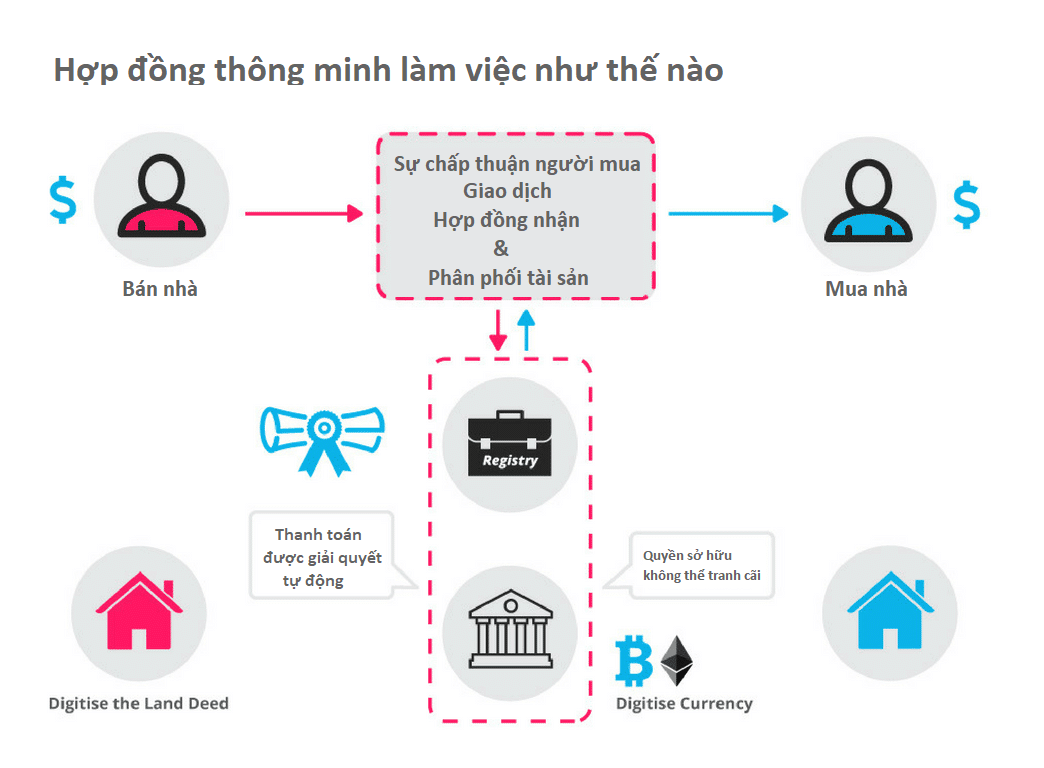 Hợp đồng thông minh làm việc như thế nào
$
Sự chấp thuận người mua
Giao dịch
Hợp đồng nhận
&
Phân phối tài sản
$
Bán nhà
Mua nhà
Registry
Thanh toán
được giải quyết
tự động
Quyền sở hữu
không thể tranh cãi
Digitise the Land Deed
Digitise Currency